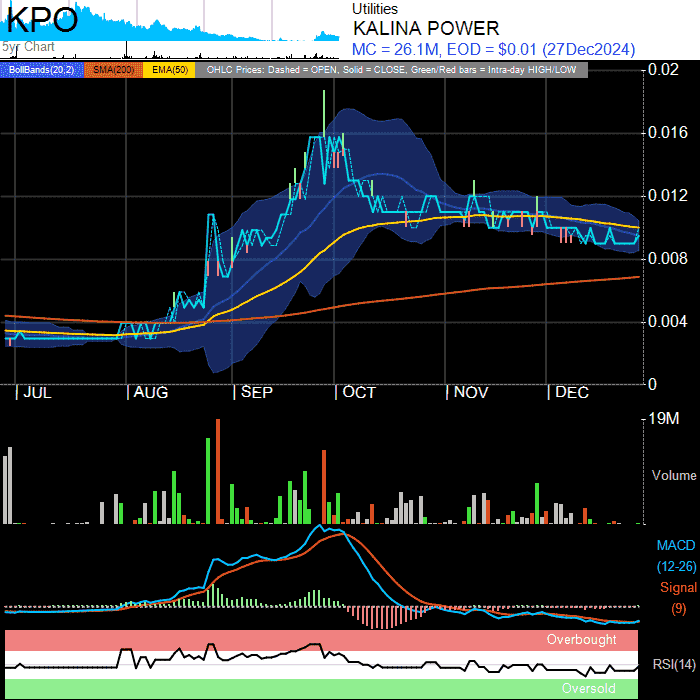 KPO
5yr Chart
Utilities
KALINA POWER
MC = 26.1M, EOD = $0.01 (27Dec2024)
BollBands(20,2) SMA(200) EMA(50) OHLC Prices: Dashed = OPEN, Solid = CLOSE, Green/Red bars = Intra-day HIGH/LOW
0.02
0.016
0.012
0.008
0.004
0
JUL AUG SEP OCT NOV DEC
19M
Volume
MACD
(12-26)
Signal
(9)
Overbought
RSI(14)
Oversold